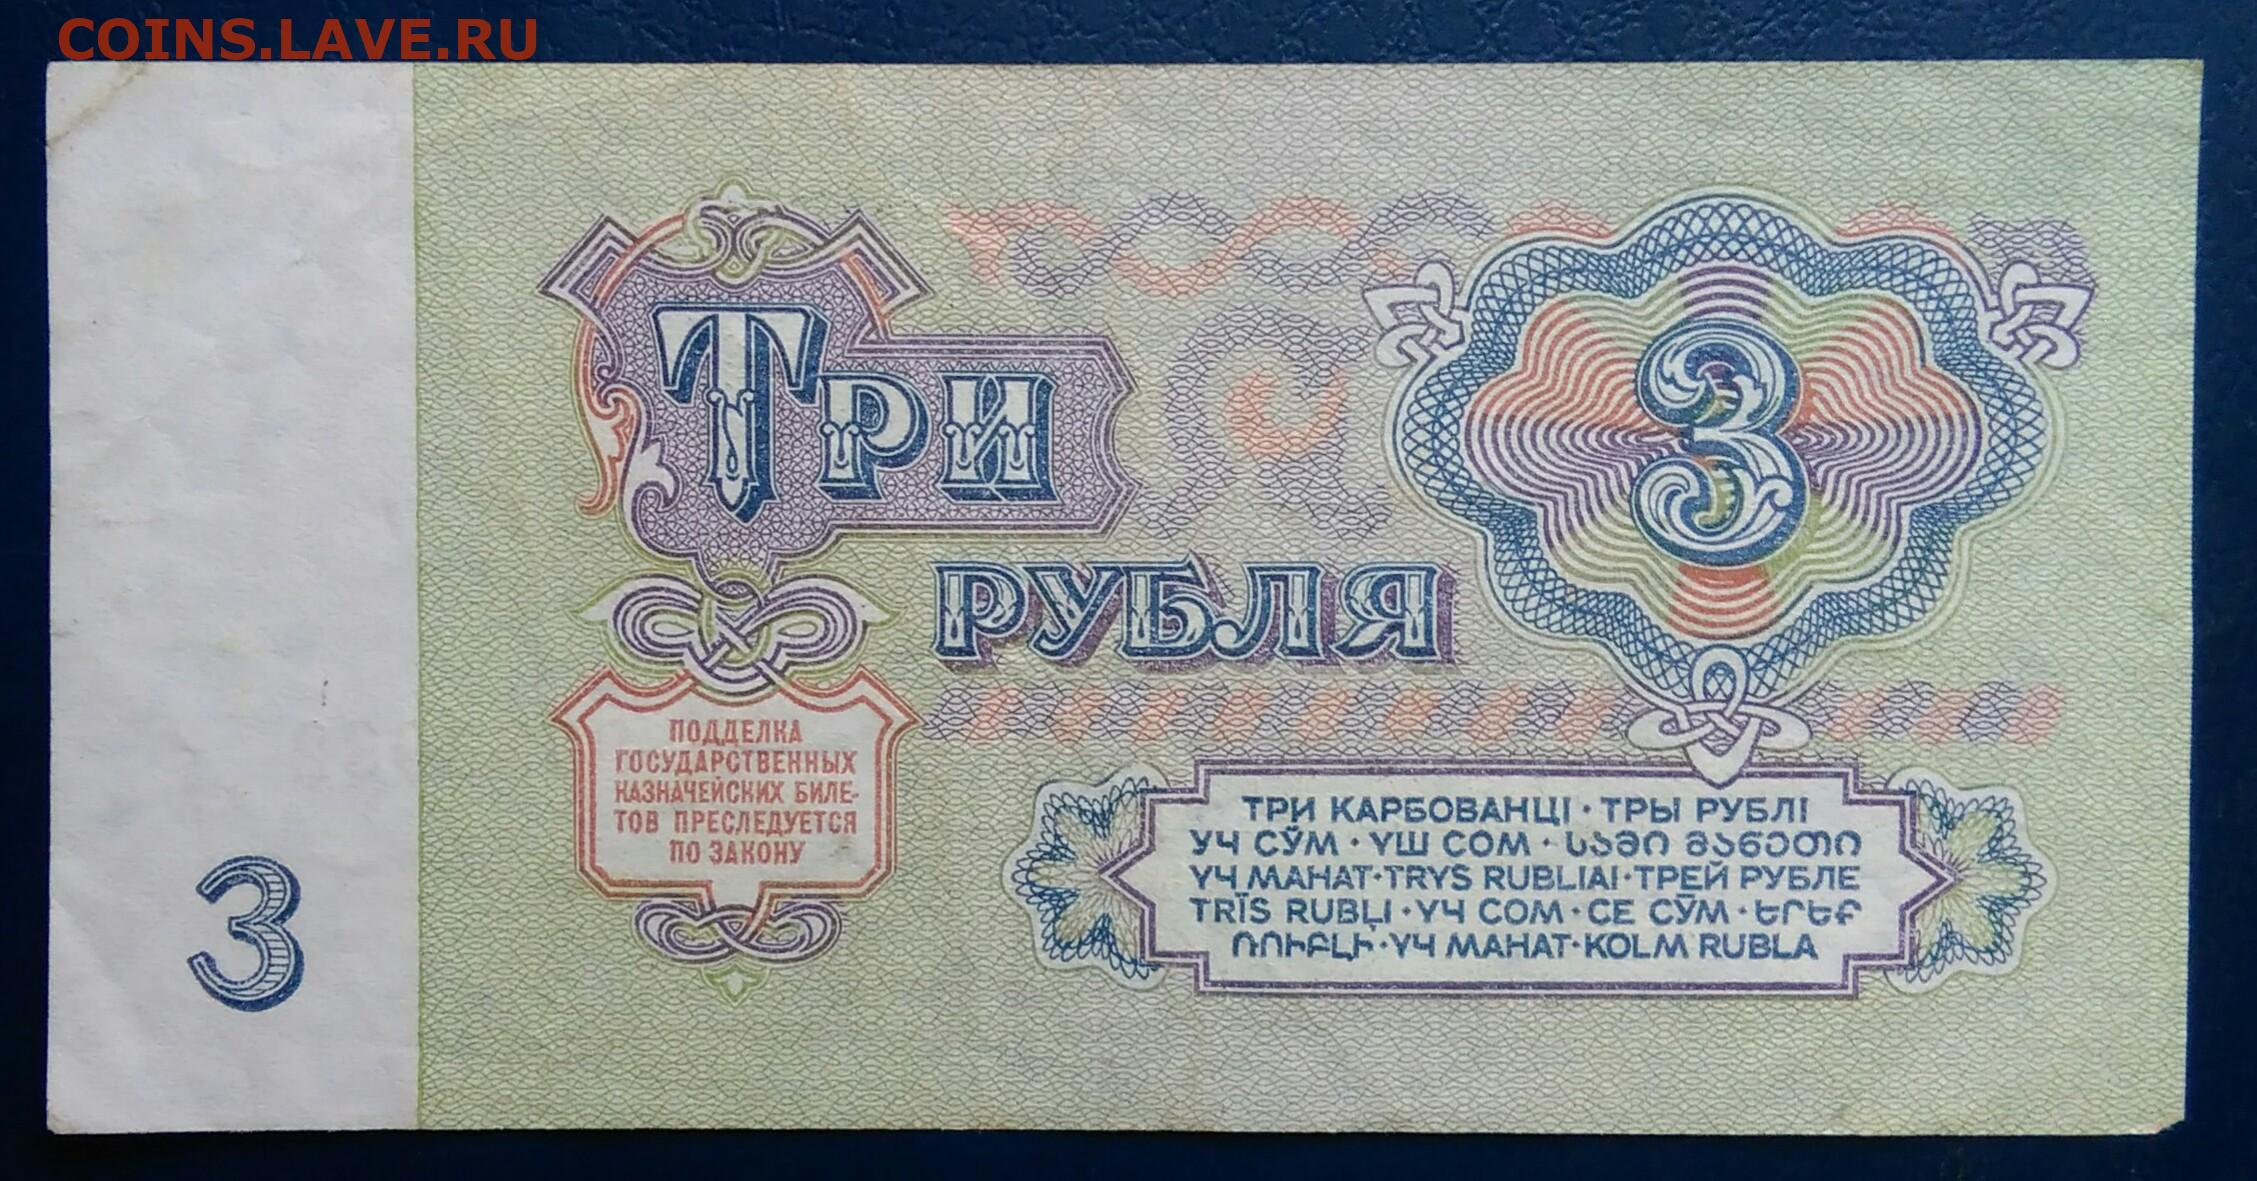 COINS.LAVE.RU
ТРИ
РУБЛЯ
3
ПОДДЕЛКА
ГОСУДАРСТВЕННЫХ
КАЗНАЧЕЙСКИХ БИЛЕ-
ТОВ ПРЕСЛЕДУЕТСЯ
ПО ЗАКОНУ
ТРИ КАРБОВАНЦІ · ТРЫ РУБЛІ
УЧ СЎМ · ҮШ СОМ · ᲡᲐᲛᲘ ᲛᲐᲜᲔᲗᲘ
ҮЧ МАНАТ · TRYS RUBLIAI · ТРЕЙ РУБЛЕ
TRĪS RUBĻI · ҮЧ СОМ · СЕ СӮМ · ԵՐԵՔ
ՌՈՒԲԼԻ · ҮЧ МАНАТ · KOLM RUBLA
3